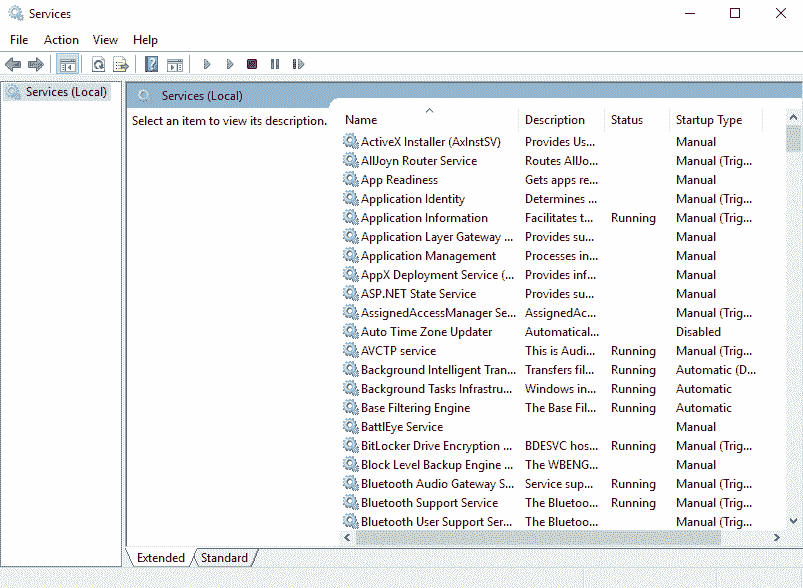 Services
File Action View Help
Services (Local)
Services (Local)
Select an item to view its description.
Name Description Status Startup Type
ActiveX Installer (AxInstSV) Provides Us... Manual
AllJoyn Router Service Routes AllJo... Manual (Trig...
App Readiness Gets apps re... Manual
Application Identity Determines ... Manual (Trig...
Application Information Facilitates t... Running Manual (Trig...
Application Layer Gateway ... Provides su... Manual
Application Management Processes in... Manual
AppX Deployment Service (... Provides inf... Manual
ASP.NET State Service Provides su... Manual
AssignedAccessManager Se... AssignedAc... Manual (Trig...
Auto Time Zone Updater Automatical... Disabled
AVCTP service This is Audi... Running Manual (Trig...
Background Intelligent Tran... Transfers fil... Running Automatic (D...
Background Tasks Infrastru... Windows in... Running Automatic
Base Filtering Engine The Base Fil... Running Automatic
BattlEye Service Manual
BitLocker Drive Encryption ... BDESVC hos... Running Manual (Trig...
Block Level Backup Engine ... The WBENG... Manual
Bluetooth Audio Gateway S... Service sup... Running Manual (Trig...
Bluetooth Support Service The Bluetoo... Running Manual (Trig...
Bluetooth User Support Ser... The Bluetoo... Manual (Trig...
Extended Standard